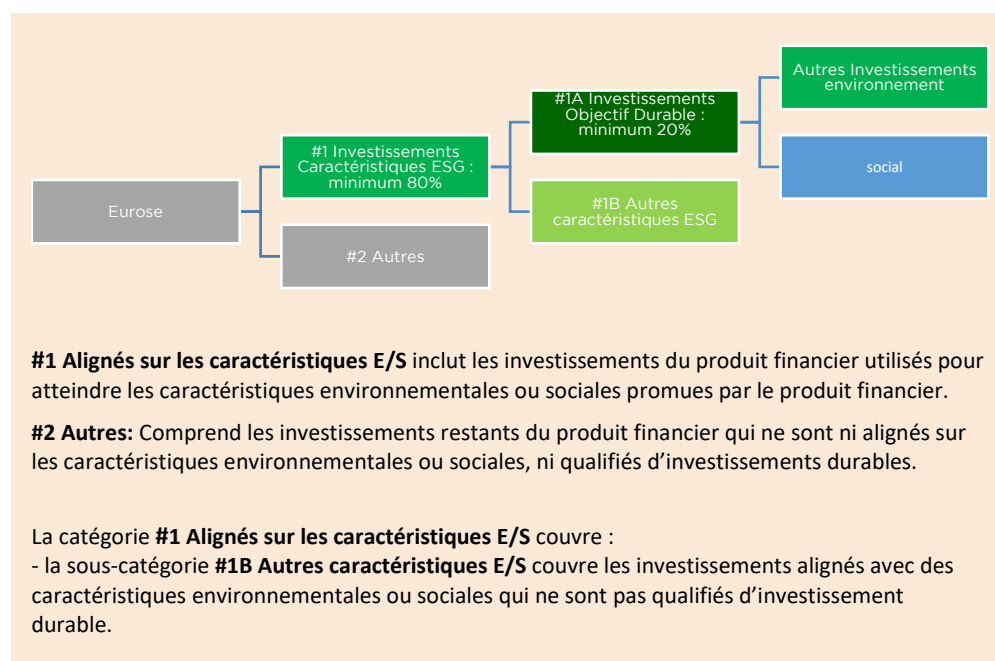 Autres Investissements
environnement
#1A Investissements
Objectif Durable :
minimum 20%
#1 Investissements
Caractéristiques ESG :
minimum 80%
social
Eurose
#1B Autres
caractéristiques ESG
#2 Autres
#1 Alignés sur les caractéristiques E/S inclut les investissements du produit financier utilisés pour
atteindre les caractéristiques environnementales ou sociales promues par le produit financier.
#2 Autres: Comprend les investissements restants du produit financier qui ne sont ni alignés sur
les caractéristiques environnementales ou sociales, ni qualifiés d’investissements durables.
La catégorie #1 Alignés sur les caractéristiques E/S couvre :
- la sous-catégorie #1B Autres caractéristiques E/S couvre les investissements alignés avec des
caractéristiques environnementales ou sociales qui ne sont pas qualifiés d’investissement
durable.